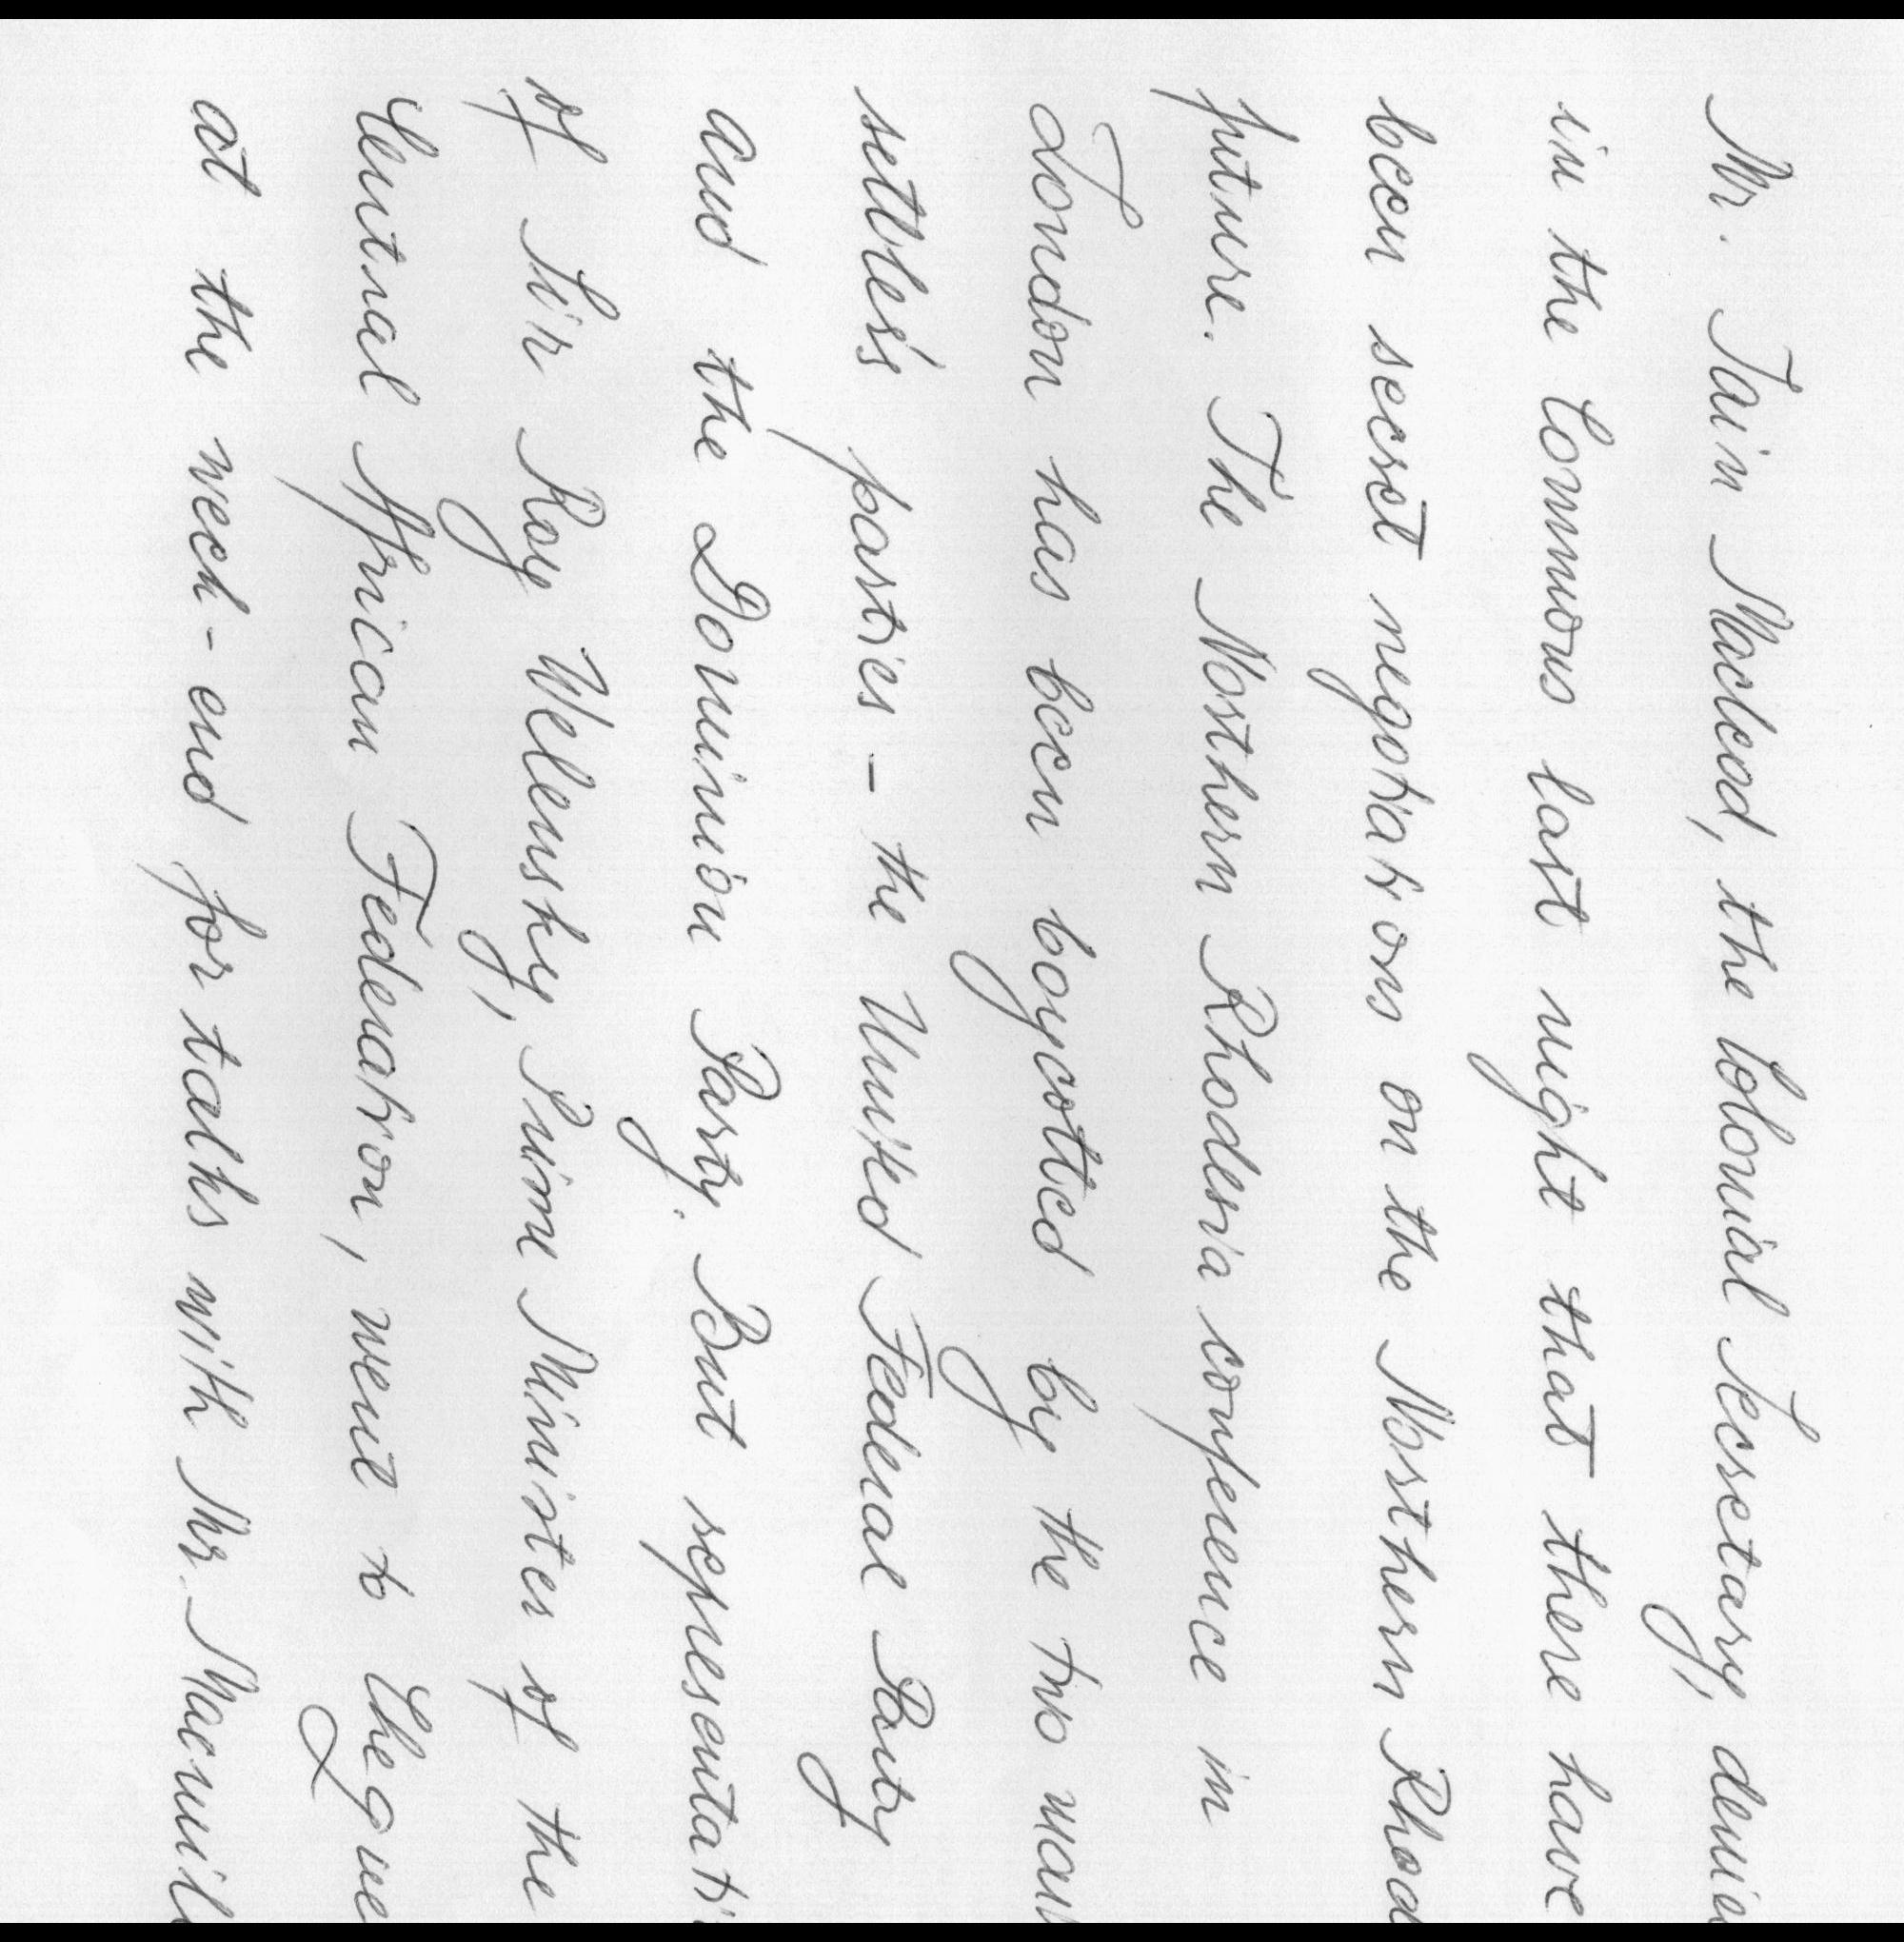 Mr. Iain Macleod, the Colonial Secretary, denie
in the Commons last night that there have
been secret negotiations on the Northern Rhod
future. The Northern Rhodesia conference in
London has been boycotted by the two main
settlers' parties - the United Federal Party
and the Dominion Party. But representati
of Sir Roy Welensky, Prime Minister of the
Central African Federation, went to Cheque
at the week-end for talks with Mr. Macmill